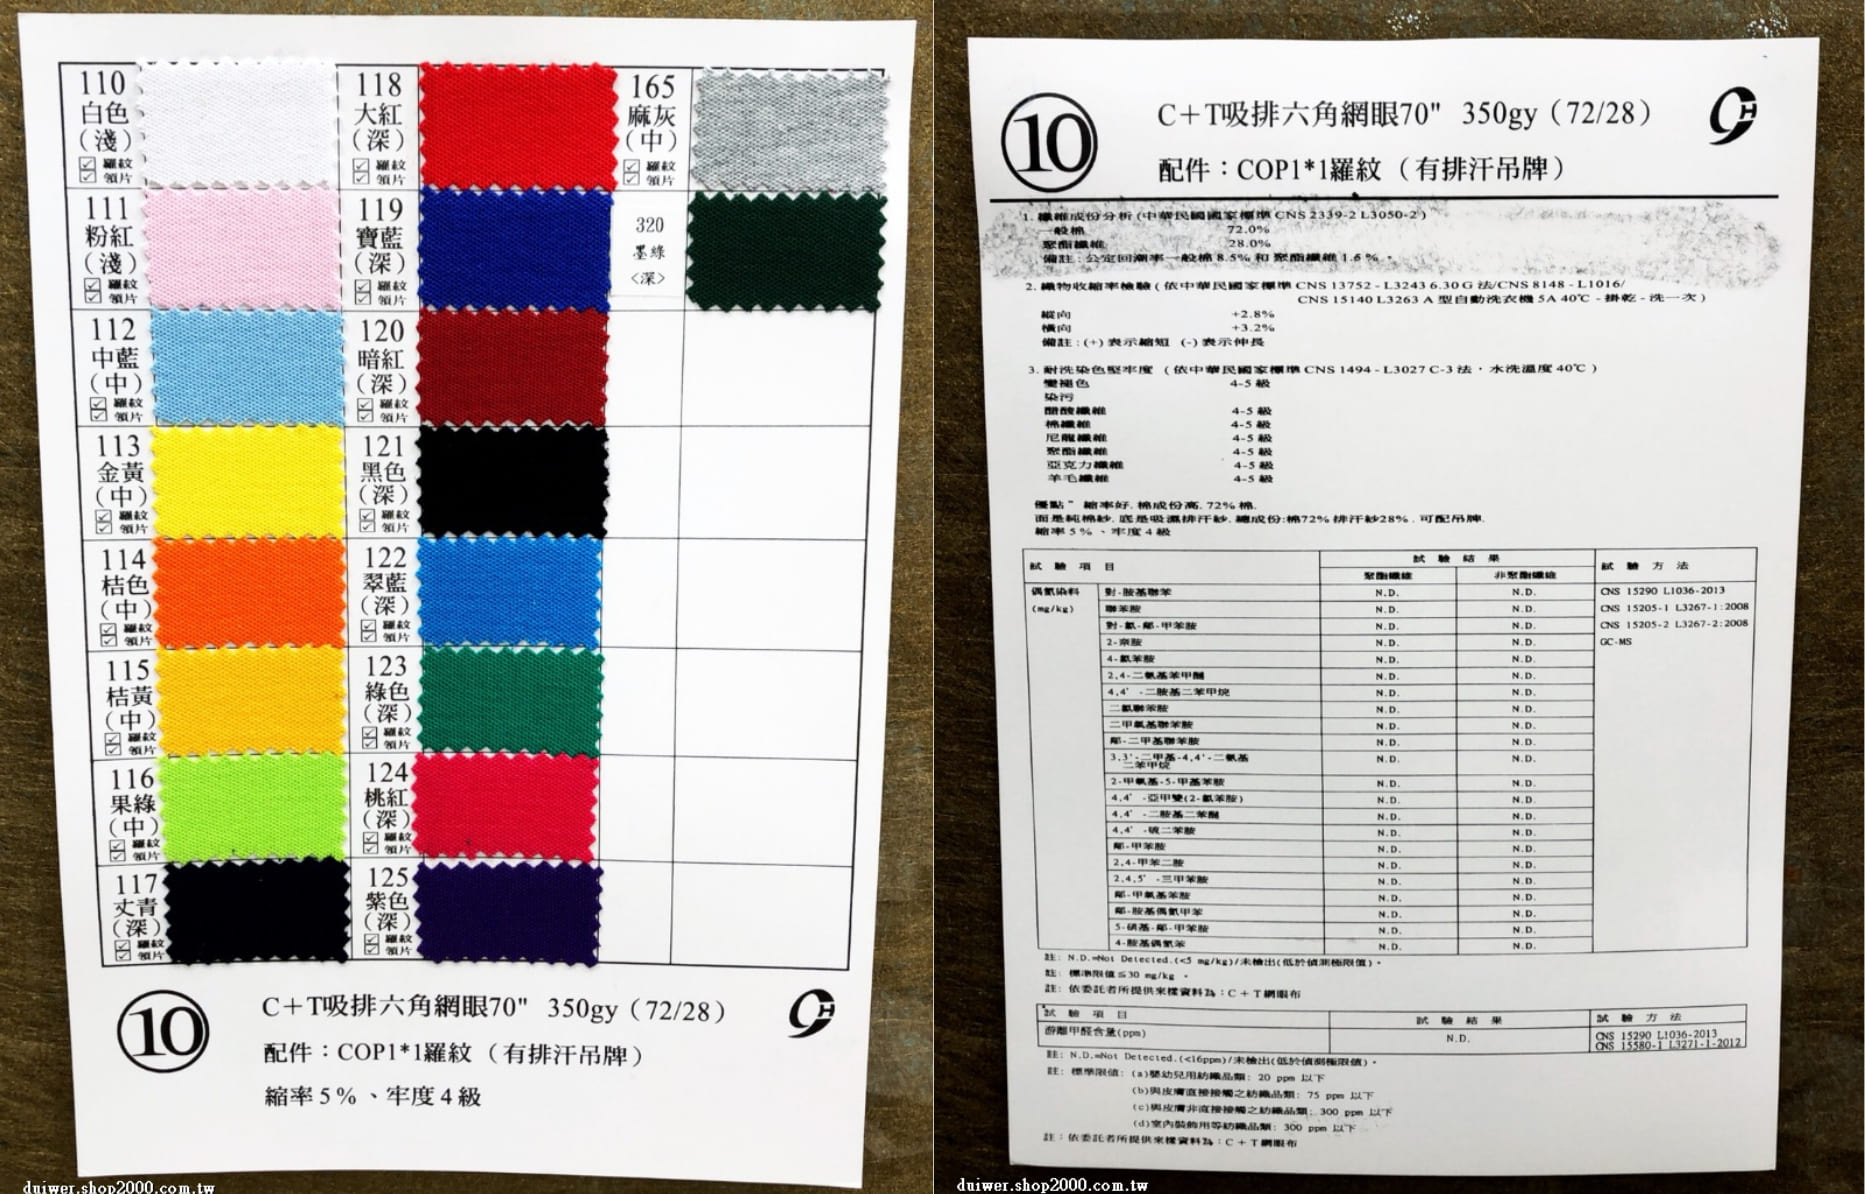 110
白色
(淺)
羅紋
領片
111
粉紅
(淺)
羅紋
領片
112
中藍
(中)
羅紋
領片
113
金黃
(中)
羅紋
領片
114
桔色
(中)
羅紋
領片
115
桔黃
(中)
羅紋
領片
116
果綠
(中)
羅紋
領片
117
丈青
(深)
羅紋
領片
118
大紅
(深)
羅紋
領片
119
寶藍
(深)
羅紋
領片
120
暗紅
(深)
羅紋
領片
121
黑色
(深)
羅紋
領片
122
翠藍
(深)
羅紋
領片
123
綠色
(深)
羅紋
領片
124
桃紅
(深)
羅紋
領片
125
紫色
(深)
羅紋
領片
165
麻灰
(中)
羅紋
領片
320
墨綠
<深>
10
C+T吸排六角網眼70" 350gy(72/28)
配件:COP1*1羅紋(有排汗吊牌)
縮率5%、牢度4級
duiwer.shop2000.com.tw
10
C+T吸排六角網眼70" 350gy(72/28)
配件:COP1*1羅紋(有排汗吊牌)
1. 纖維成份分析(中華民國國家標準 CNS 2339-2 L3050-2)
一般棉 72.0%
聚酯纖維 28.0%
備註:公定回潮率一般棉 8.5% 和 聚酯纖維 1.5%。
2. 織物收縮率檢驗(依中華民國家標準 CNS 13752 - L3243 6.30 G 法/CNS 8148 - L1016/
CNS 15140 L3263 A 型自動洗衣機 5A 40℃ - 掛乾 - 洗一次)
縱向 +2.8%
橫向 +3.2%
備註:(+)表示縮短 (-)表示伸長
3. 耐洗染色堅牢度(依中華民國家標準 CNS 1494 - L3027 C-3 法,水洗溫度 40℃)
變褪色 4-5 級
染污
醋酸纖維 4-5 級
棉纖維 4-5 級
尼龍纖維 4-5 級
聚酯纖維 4-5 級
亞克力纖維 4-5 級
羊毛纖維 4-5 級
優點" 縮率好. 棉成份高. 72% 棉.
面是純棉紗. 底是吸濕排汗紗. 總成份:棉72% 排汗紗28%. 可配吊牌.
縮率5%、牢度4級
試驗項目 試驗結果 試驗方法
聚酯纖維 非聚酯纖維
偶氮染料 對-胺基聯苯 N.D. N.D. CNS 15290 L1036-2013
(mg/kg) 聯苯胺 N.D. N.D. CNS 15205-1 L3267-1:2008
對-氯-鄰-甲苯胺 N.D. N.D. CNS 15205-2 L3267-2:2008
2-奈胺 N.D. N.D. GC-MS
4-氯苯胺 N.D. N.D.
2,4-二氨基苯甲醚 N.D. N.D.
4,4'-二胺基二苯甲烷 N.D. N.D.
二氯聯苯胺 N.D. N.D.
二甲氧基聯苯胺 N.D. N.D.
鄰-二甲基聯苯胺 N.D. N.D.
3,3'-二甲基-4,4'-二氨基
二苯甲烷 N.D. N.D.
2-甲氧基-5-甲基苯胺 N.D. N.D.
4,4'-亞甲雙(2-氯苯胺) N.D. N.D.
4,4'-二胺基二苯醚 N.D. N.D.
4,4'-硫二苯胺 N.D. N.D.
鄰-甲苯胺 N.D. N.D.
2,4-甲苯二胺 N.D. N.D.
2,4,5'-三甲苯胺 N.D. N.D.
鄰-甲氧基苯胺 N.D. N.D.
鄰-胺基偶氮甲苯 N.D. N.D.
5-硝基-鄰-甲苯胺 N.D. N.D.
4-胺基偶氮苯 N.D. N.D.
註: N.D.=Not Detected.(<5 mg/kg)/未檢出(低於偵測極限值)。
註: 標準限值≦30 mg/kg 。
註: 依委託者所提供來樣資料為:C+T網眼布
試驗項目 試驗結果 試驗方法
游離甲醛含量(ppm) N.D. CNS 15290 L1036-2013
CNS 15580-1 L3271-1-2012
註: N.D.=Not Detected.(<16ppm)/未檢出(低於偵測極限值)。
註: 標準限值: (a)嬰幼兒用紡織品類: 20 ppm 以下
(b)與皮膚直接接觸之紡織品類: 75 ppm 以下
(c)與皮膚非直接接觸之紡織品類: 300 ppm 以下
(d)室內裝飾用等紡織品類: 300 ppm 以下
註:依委託者所提供來樣資料為:C+T網眼布
duiwer.shop2000.com.tw